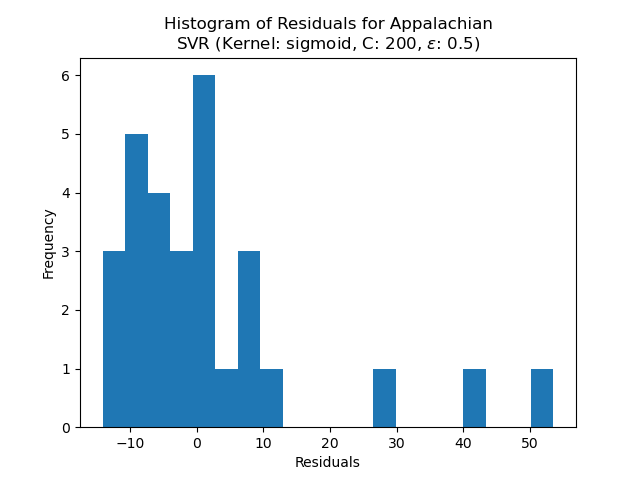 Histogram of Residuals for Appalachian
SVR (Kernel: sigmoid, C: 200, ε: 0.5)
Frequency
6
5
4
3
2
1
0
−10 0 10 20 30 40 50
Residuals